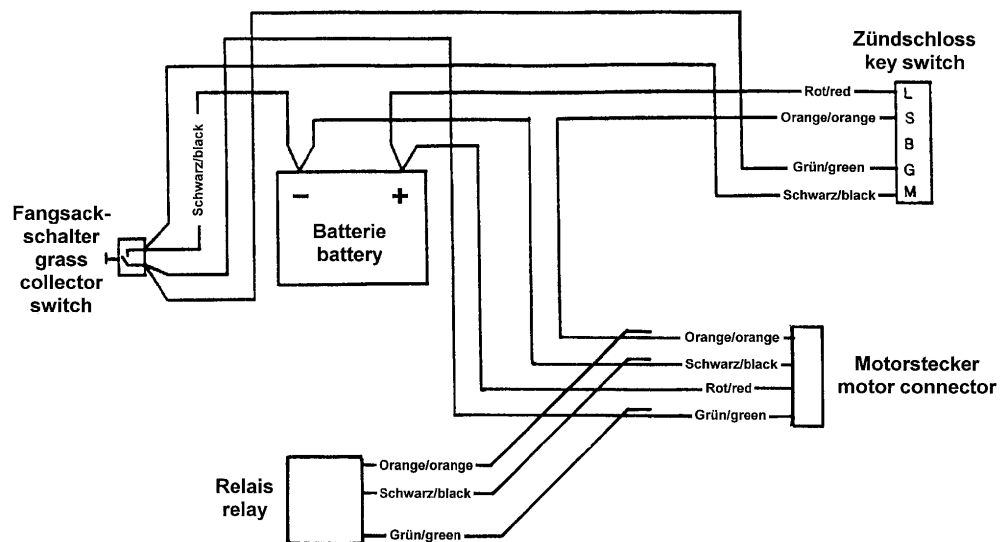 Zündschloss
key switch
Rot/red
L
Orange/orange
S
B
Grün/green
G
Schwarz/black
M
Schwarz/black
Fangsack-
schalter
grass
collector
switch
− +
Batterie
battery
Orange/orange
Schwarz/black
Rot/red
Grün/green
Motorstecker
motor connector
Relais
relay
Orange/orange
Schwarz/black
Grün/green